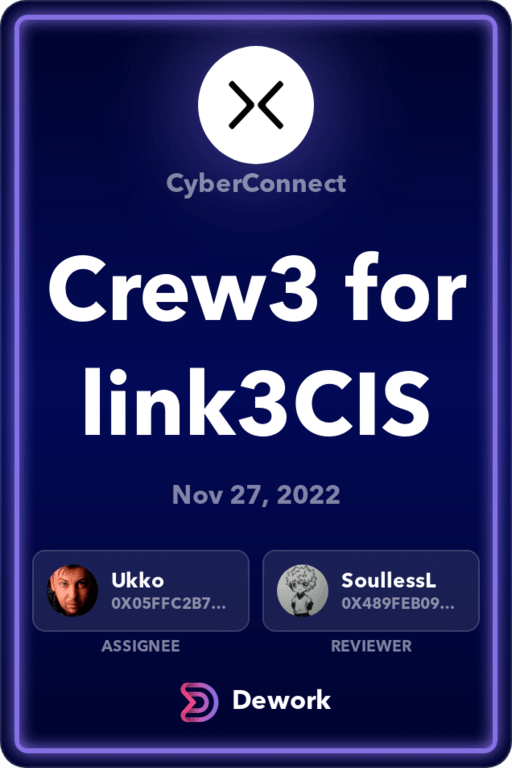 CyberConnect
Crew3 for
link3CIS
Nov 27, 2022
Ukko
0X05FFC2B7...
ASSIGNEE
SoullessL
0X489FEB09...
REVIEWER
Dework